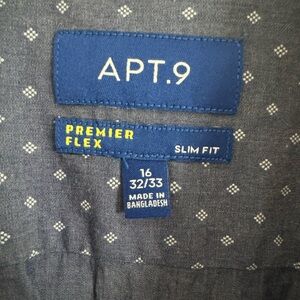 APT.9
PREMIER
FLEX
SLIM FIT
16
32/33
MADE IN
BANGLADESH